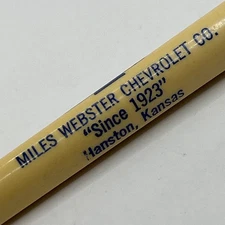 MILES WEBSTER CHEVROLET CO.
"Since 1923"
Hanston, Kansas